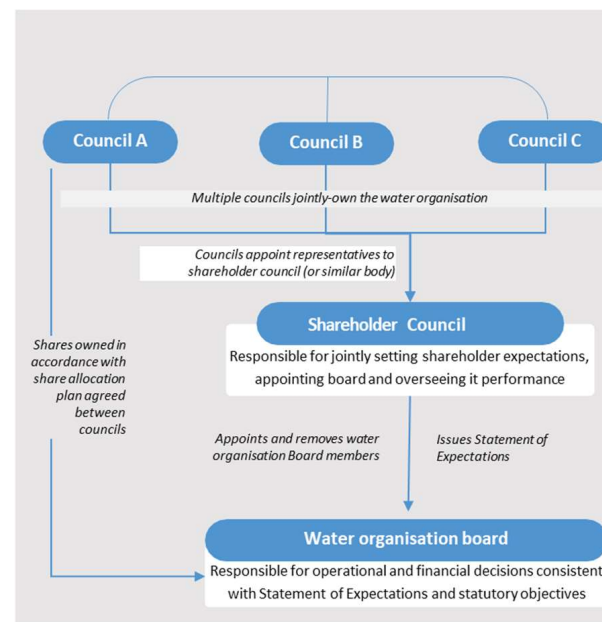 Council A
Council B
Council C
Multiple councils jointly-own the water organisation
Councils appoint representatives to
shareholder council (or similar body)
Shareholder Council
Responsible for jointly setting shareholder expectations,
appointing board and overseeing it performance
Shares owned in
accordance with
share allocation
plan agreed
between
councils
Appoints and removes water
organisation Board members
Issues Statement of
Expectations
Water organisation board
Responsible for operational and financial decisions consistent
with Statement of Expectations and statutory objectives